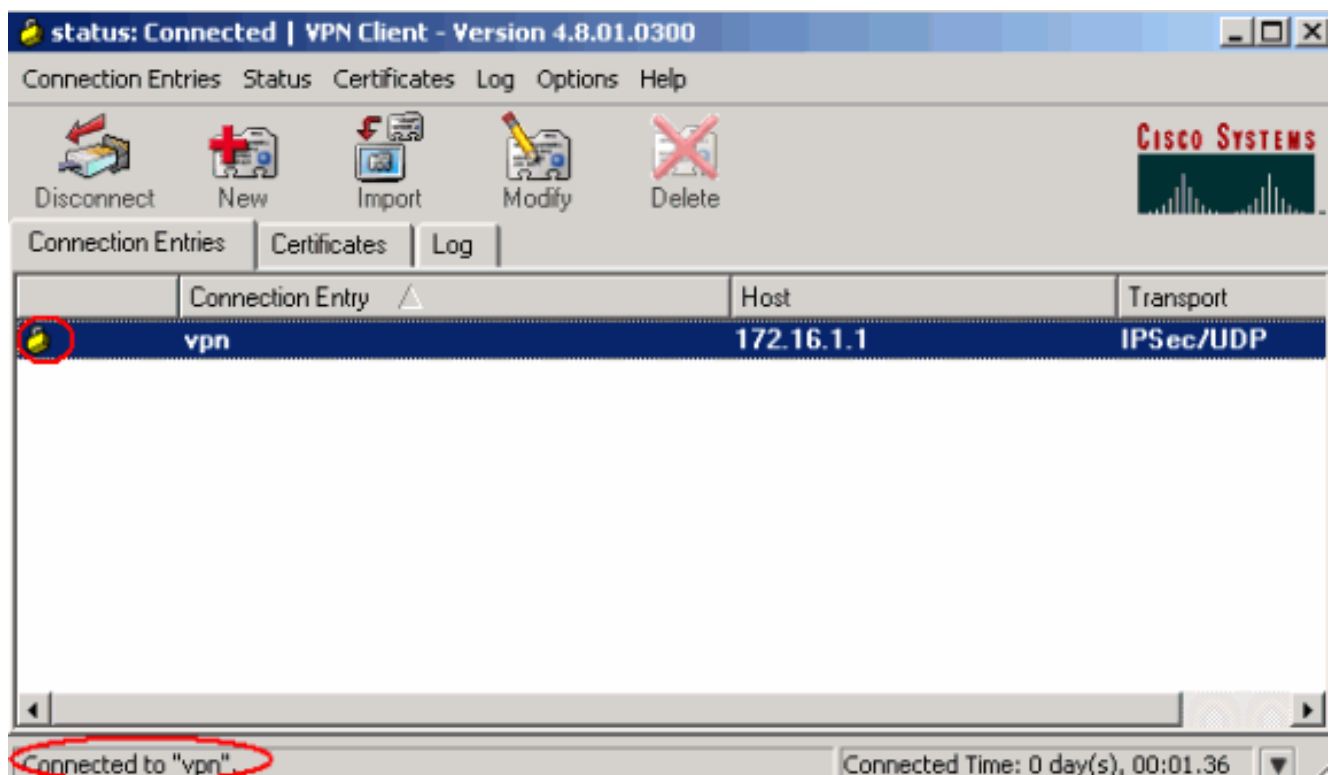 status: Connected | VPN Client - Version 4.8.01.0300
Connection Entries Status Certificates Log Options Help
Disconnect New Import Modify Delete
CISCO SYSTEMS
Connection Entries Certificates Log
Connection Entry Host Transport
vpn 172.16.1.1 IPSec/UDP
Connected to "vpn". Connected Time: 0 day(s), 00:01.36